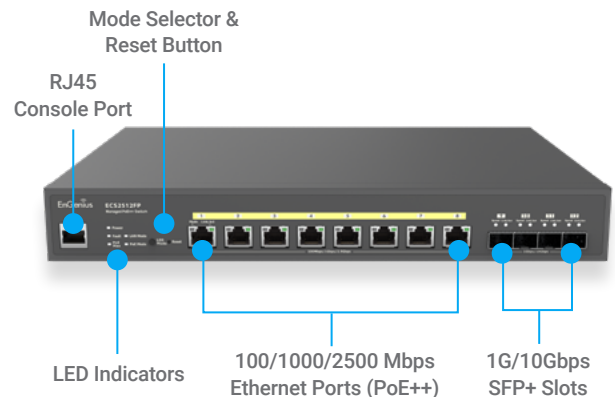 Mode Selector &
Reset Button
RJ45
Console Port
EnGenius
ECS2512FP
1 2 3 4 5 6 7 8
LED Indicators
100/1000/2500 Mbps
Ethernet Ports (PoE++)
1G/10Gbps
SFP+ Slots